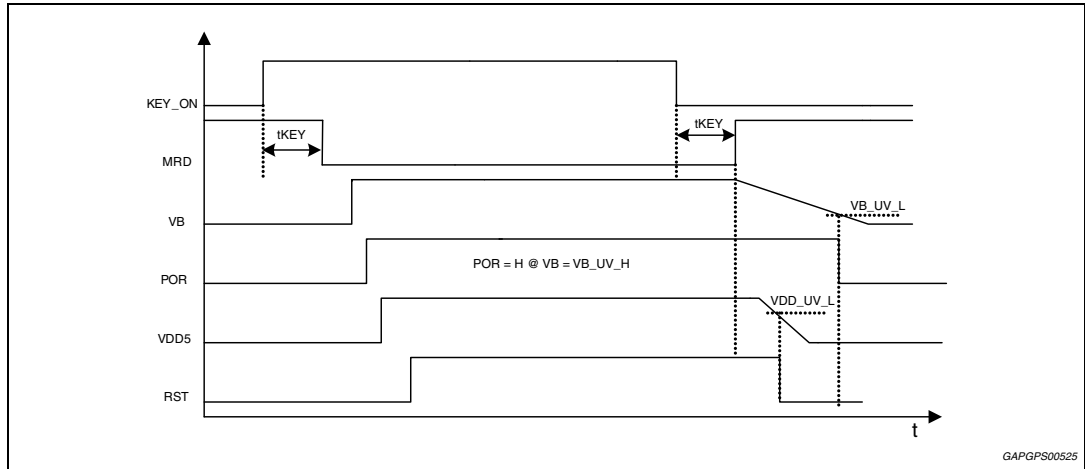 KEY_ON
tKEY
tKEY
MRD
VB_UV_L
VB
POR = H @ VB = VB_UV_H
POR
VDD_UV_L
VDD5
RST
t
GAPGPS00525